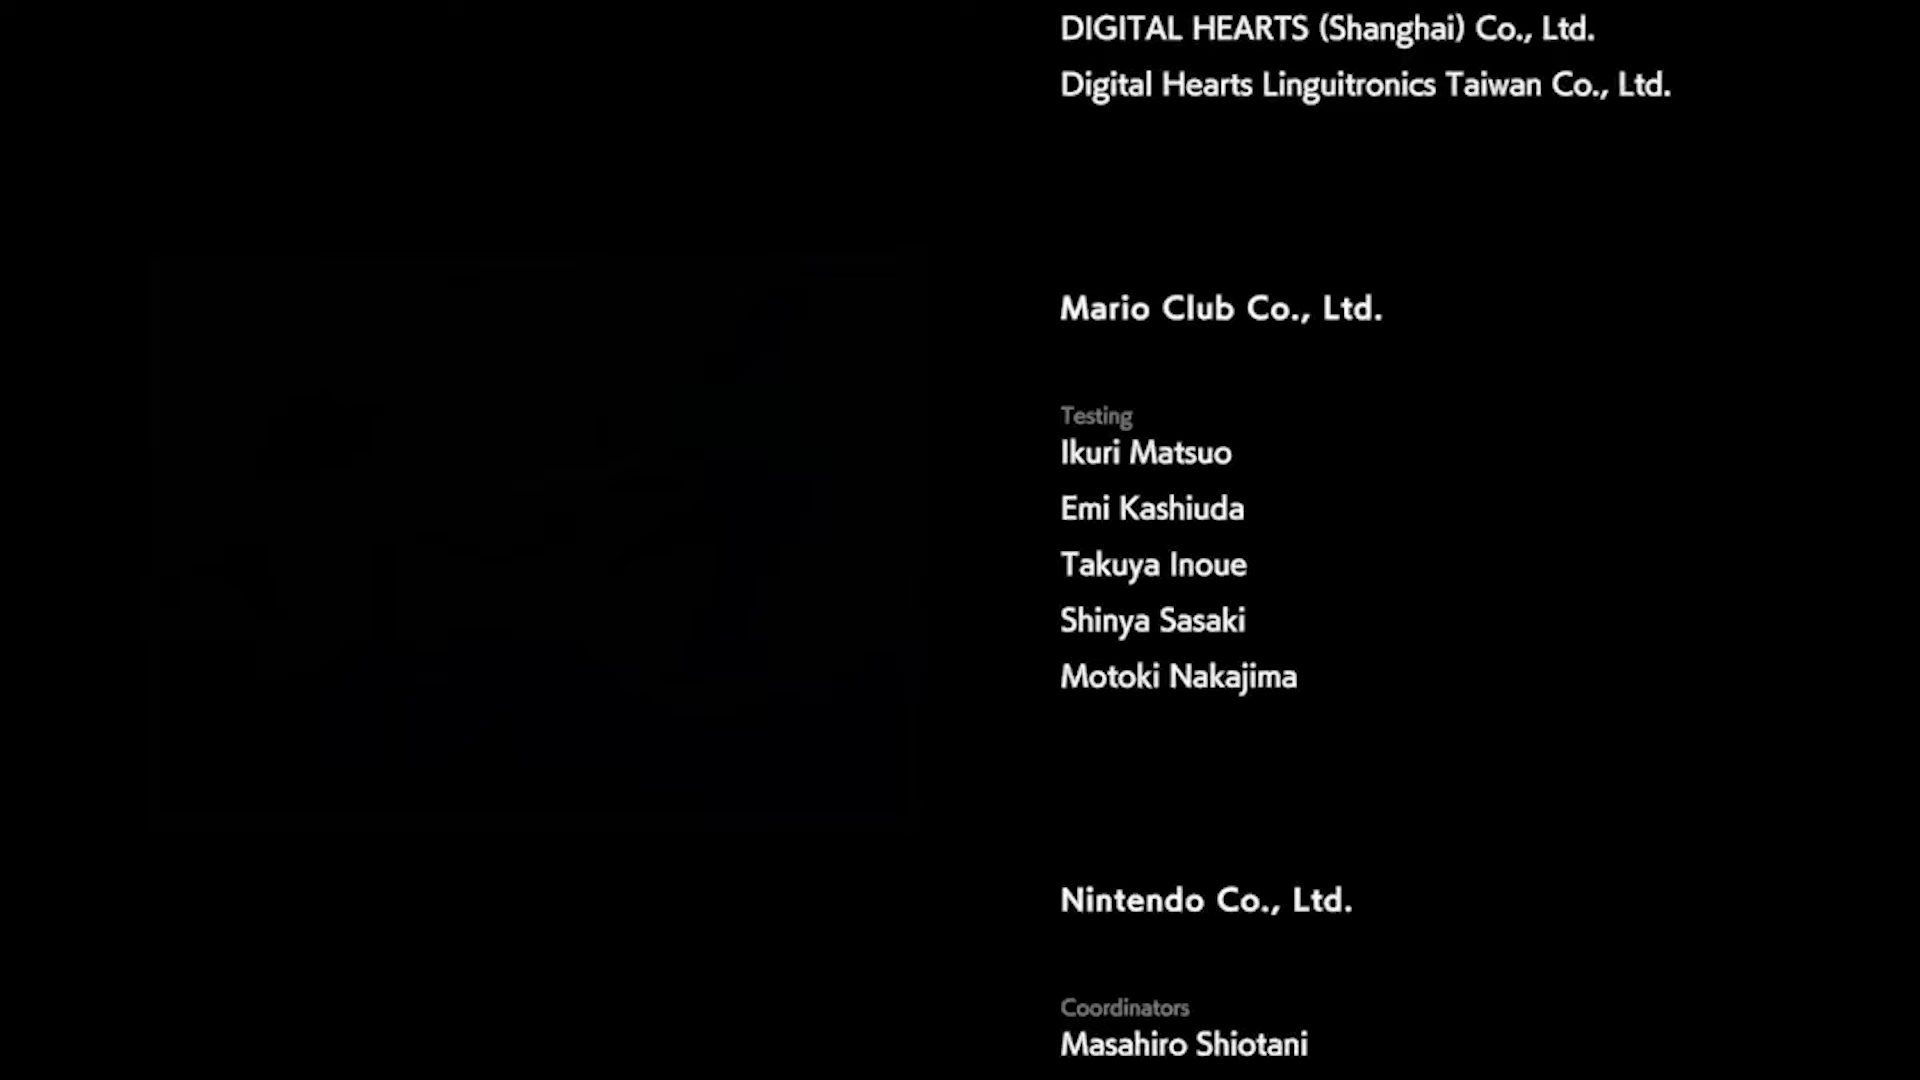 DIGITAL HEARTS (Shanghai) Co., Ltd.
Digital Hearts Linguitronics Taiwan Co., Ltd.
Mario Club Co., Ltd.
Testing
Ikuri Matsuo
Emi Kashiuda
Takuya Inoue
Shinya Sasaki
Motoki Nakajima
Nintendo Co., Ltd.
Coordinators
Masahiro Shiotani